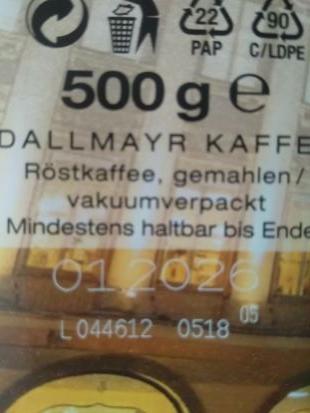 22 90
PAP C/LDPE
500 g e
DALLMAYR KAFFE
Röstkaffee, gemahlen /
vakuumverpackt
Mindestens haltbar bis Ende
01.2026
L 044612 0518 05